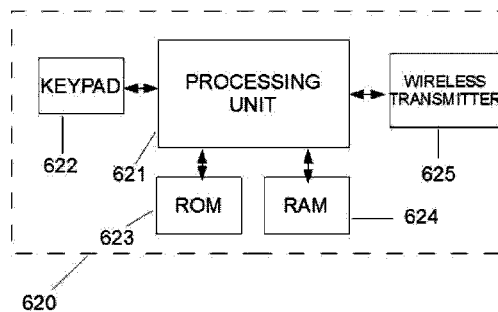 KEYPAD
PROCESSING
UNIT
WIRELESS
TRANSMITTER
622
621
625
ROM
RAM
623
624
620